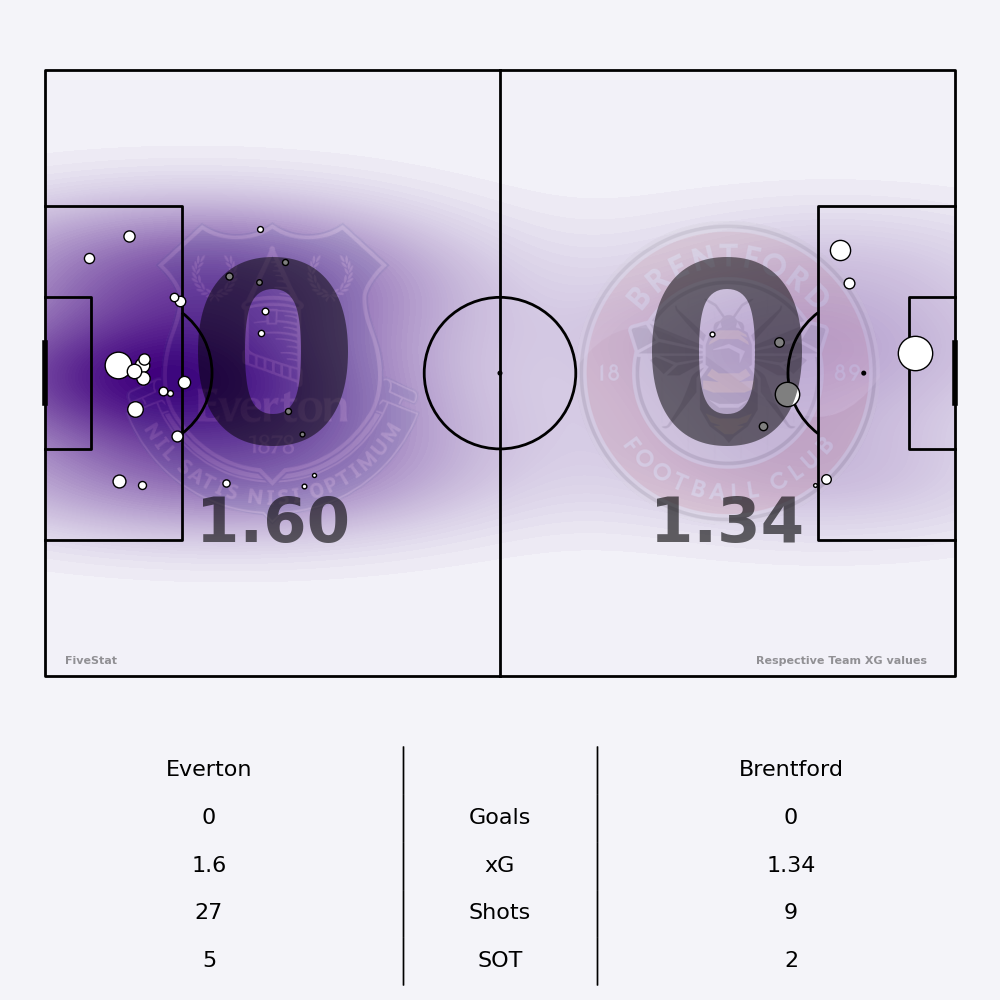 BRENTFORD
0 0
18 89
Everton
1878
NIL SATIS NISI OPTIMUM
FOOTBALL CLUB
1.60 1.34
FiveStat Respective Team XG values
Everton Brentford
0 Goals 0
1.6 xG 1.34
27 Shots 9
5 SOT 2